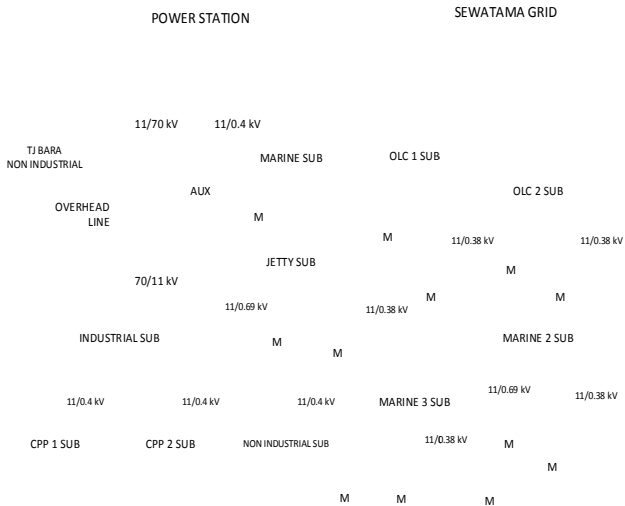 POWER STATION
SEWATAMA GRID
11/70 kV
11/0.4 kV
TJ BARA
NON INDUSTRIAL
MARINE SUB
OLC 1 SUB
AUX
OLC 2 SUB
OVERHEAD
LINE
M
M
11/0.38 kV
11/0.38 kV
JETTY SUB
M
70/11 kV
M
M
11/0.69 kV
11/0.38 kV
INDUSTRIAL SUB
M
MARINE 2 SUB
M
11/0.69 kV
11/0.38 kV
11/0.4 kV
11/0.4 kV
11/0.4 kV
MARINE 3 SUB
CPP 1 SUB
CPP 2 SUB
NON INDUSTRIAL SUB
11/0.38 kV
M
M
M
M
M